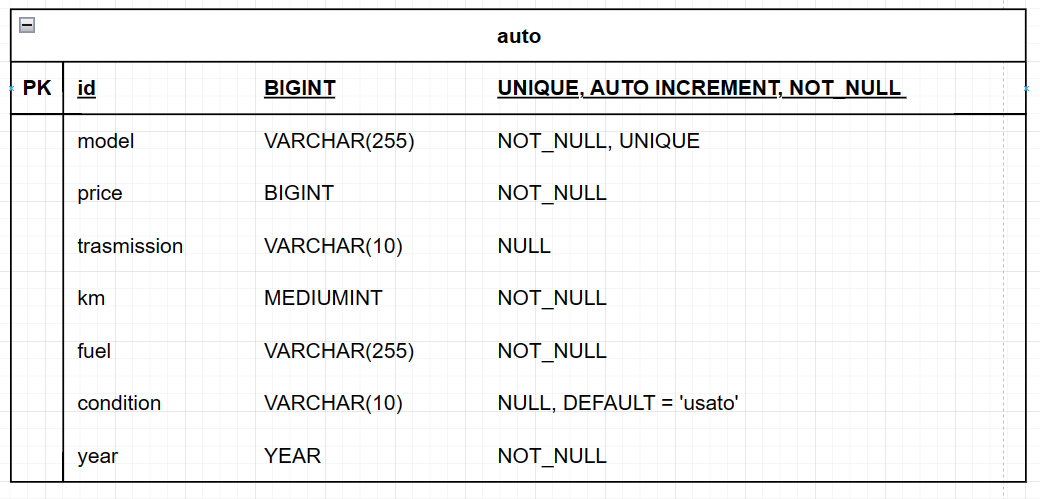 auto
PK id BIGINT UNIQUE, AUTO INCREMENT, NOT_NULL
model VARCHAR(255) NOT_NULL, UNIQUE
price BIGINT NOT_NULL
trasmission VARCHAR(10) NULL
km MEDIUMINT NOT_NULL
fuel VARCHAR(255) NOT_NULL
condition VARCHAR(10) NULL, DEFAULT = 'usato'
year YEAR NOT_NULL